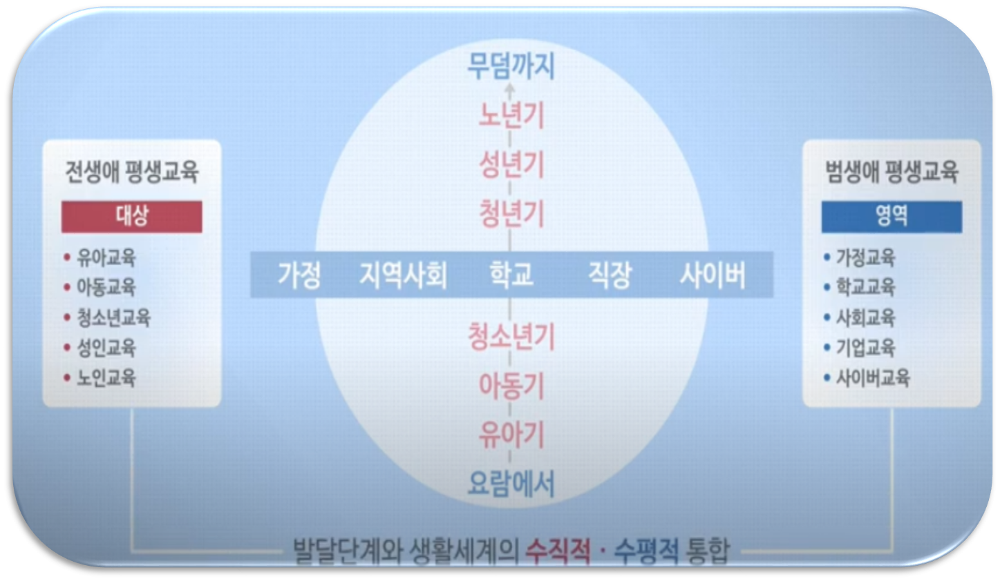 무덤까지
노년기
성년기
청년기
가정 지역사회 학교 직장 사이버
청소년기
아동기
유아기
요람에서
전생애 평생교육
대상
• 유아교육
• 아동교육
• 청소년교육
• 성인교육
• 노인교육
범생애 평생교육
영역
• 가정교육
• 학교교육
• 사회교육
• 기업교육
• 사이버교육
발달단계와 생활세계의 수직적 · 수평적 통합